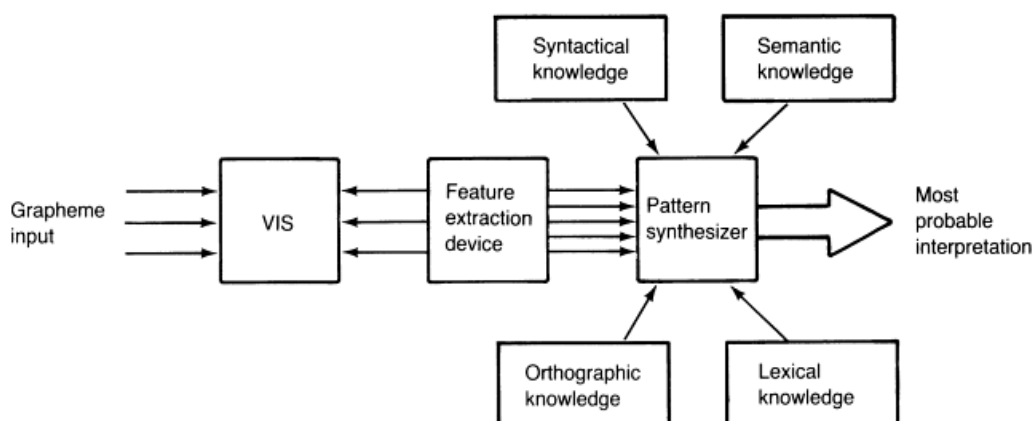 Syntactical
knowledge
Semantic
knowledge
Grapheme
input
VIS
Feature
extraction
device
Pattern
synthesizer
Most
probable
interpretation
Orthographic
knowledge
Lexical
knowledge